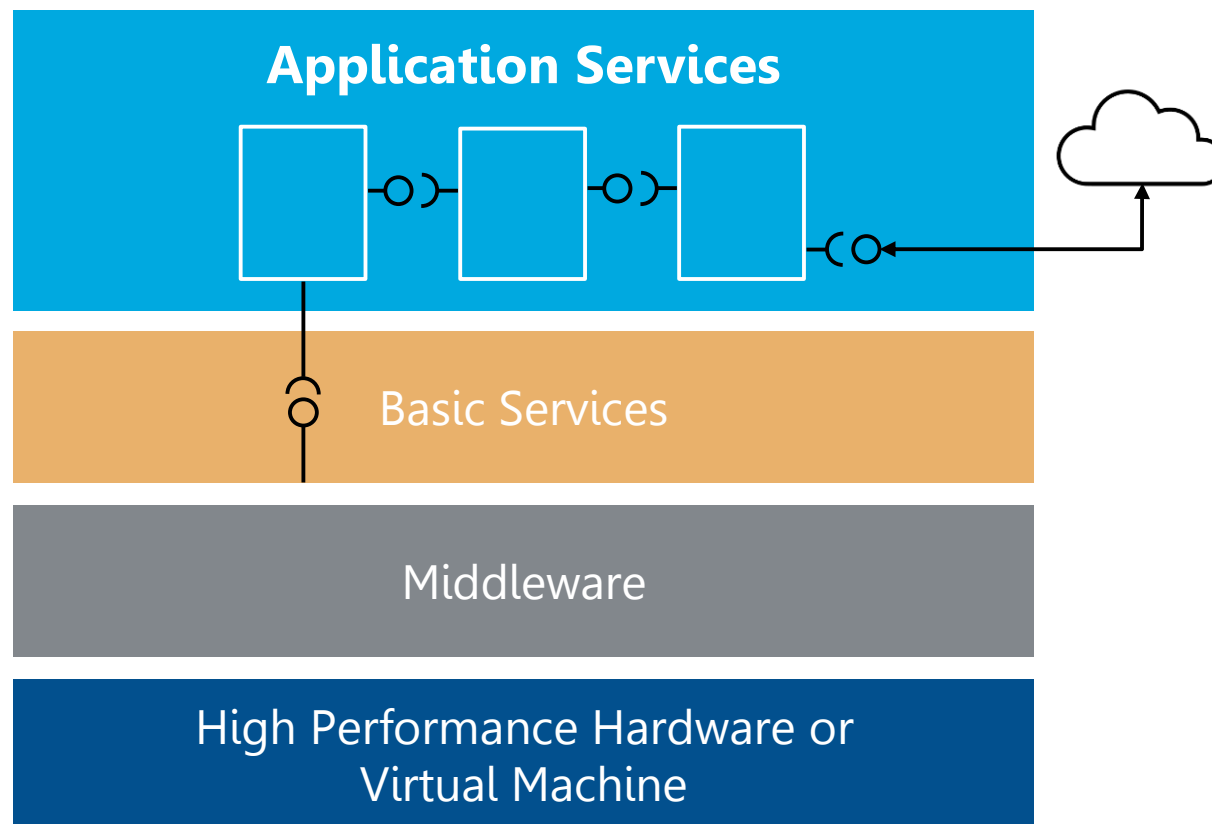 Application Services
Basic Services
Middleware
High Performance Hardware or
Virtual Machine